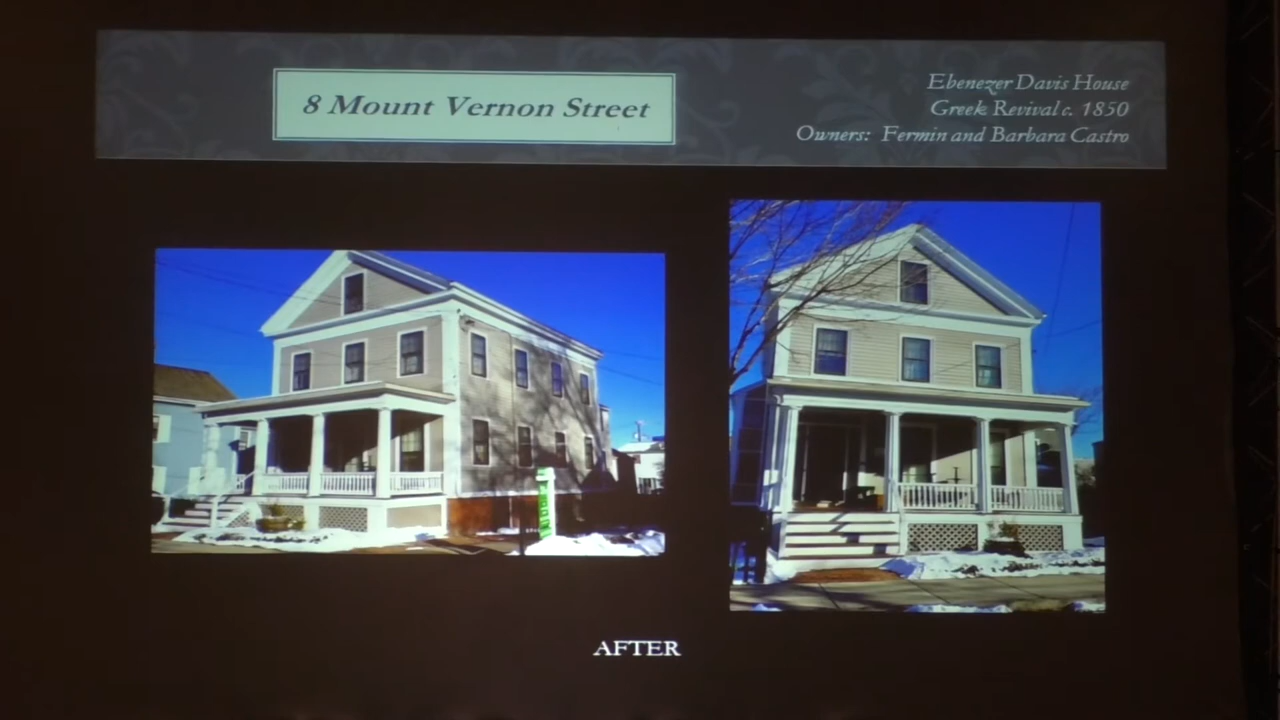 8 Mount Vernon Street
Ebenezer Davis House
Greek Revival c. 1850
Owners: Fermin and Barbara Castro
AFTER